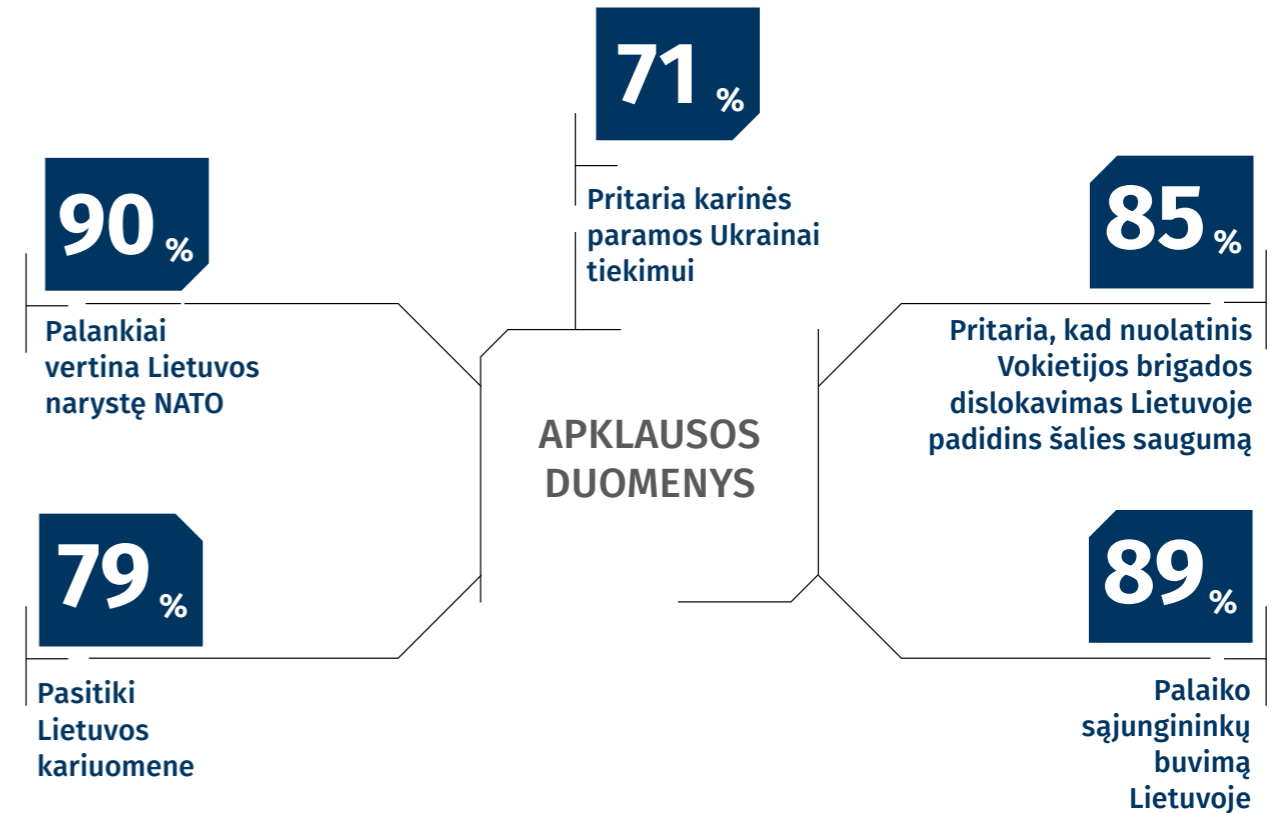 71 %
Pritaria karinės
paramos Ukrainai
tiekimui
90 %
Palankiai
vertina Lietuvos
narystę NATO
85 %
Pritaria, kad nuolatinis
Vokietijos brigados
dislokavimas Lietuvoje
padidins šalies saugumą
APKLAUSOS
DUOMENYS
79 %
Pasitiki
Lietuvos
kariuomene
89 %
Palaiko
sąjungininkų
buvimą
Lietuvoje